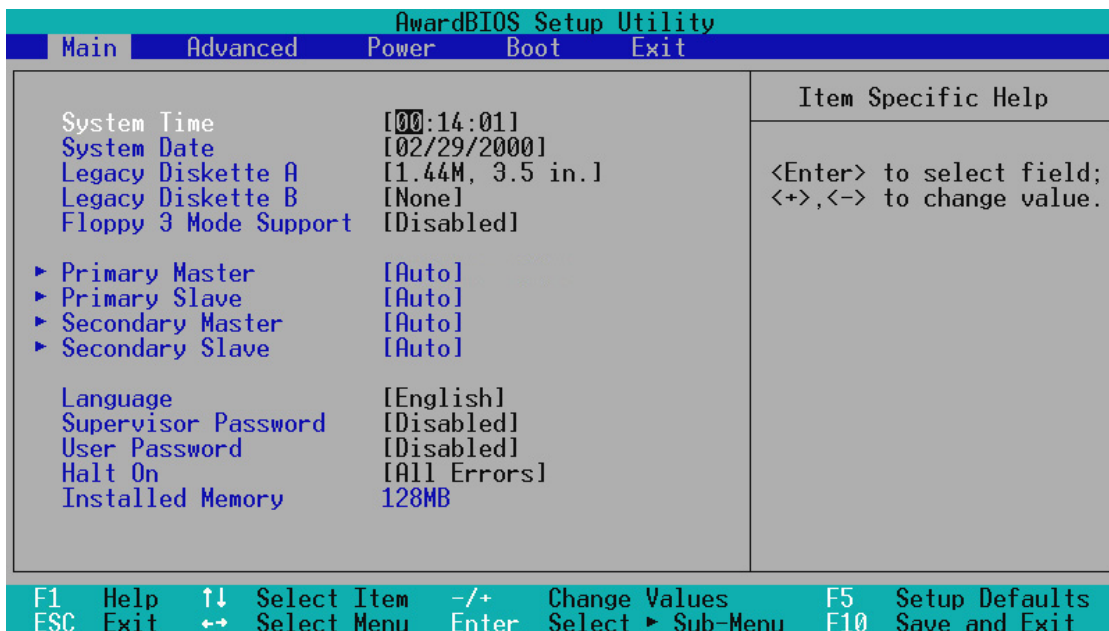 AwardBIOS Setup Utility
Main Advanced Power Boot Exit
Item Specific Help
System Time [00:14:01]
System Date [02/29/2000]
Legacy Diskette A [1.44M, 3.5 in.]
Legacy Diskette B [None]
Floppy 3 Mode Support [Disabled]
<Enter> to select field;
<+>,<-> to change value.
► Primary Master [Auto]
► Primary Slave [Auto]
► Secondary Master [Auto]
► Secondary Slave [Auto]
Language [English]
Supervisor Password [Disabled]
User Password [Disabled]
Halt On [All Errors]
Installed Memory 128MB
F1 Help ↑↓ Select Item -/+ Change Values F5 Setup Defaults
ESC Exit ←→ Select Menu Enter Select ► Sub-Menu F10 Save and Exit